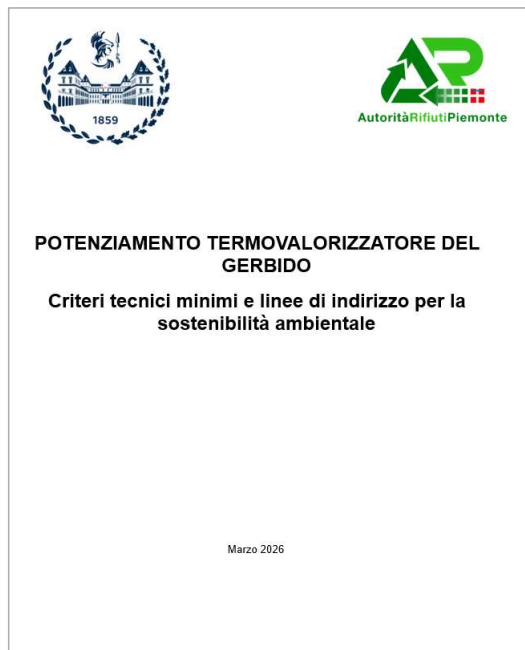 1859
AutoritàRifiutiPiemonte
POTENZIAMENTO TERMOVALORIZZATORE DEL
GERBIDO
Criteri tecnici minimi e linee di indirizzo per la
sostenibilità ambientale
Marzo 2026